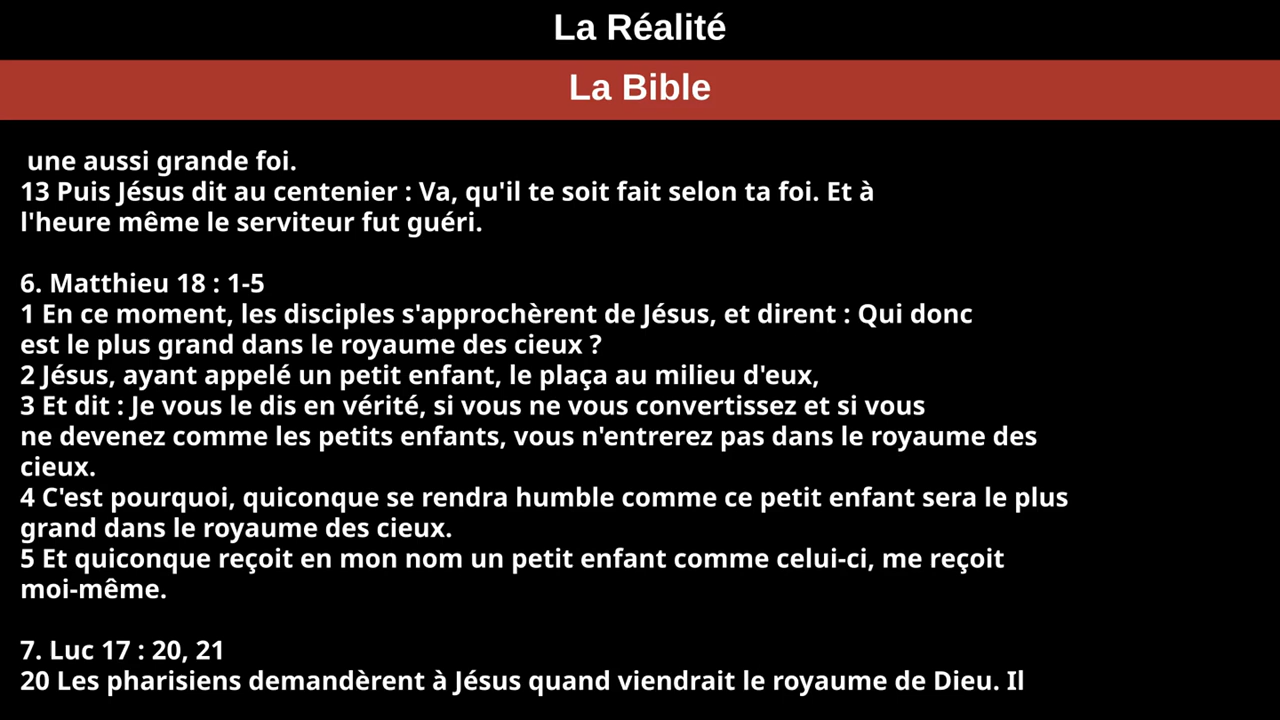 La Réalité
La Bible
une aussi grande foi.
13 Puis Jésus dit au centenier : Va, qu'il te soit fait selon ta foi. Et à
l'heure même le serviteur fut guéri.
6. Matthieu 18 : 1-5
1 En ce moment, les disciples s'approchèrent de Jésus, et dirent : Qui donc
est le plus grand dans le royaume des cieux ?
2 Jésus, ayant appelé un petit enfant, le plaça au milieu d'eux,
3 Et dit : Je vous le dis en vérité, si vous ne vous convertissez et si vous
ne devenez comme les petits enfants, vous n'entrerez pas dans le royaume des
cieux.
4 C'est pourquoi, quiconque se rendra humble comme ce petit enfant sera le plus
grand dans le royaume des cieux.
5 Et quiconque reçoit en mon nom un petit enfant comme celui-ci, me reçoit
moi-même.
7. Luc 17 : 20, 21
20 Les pharisiens demandèrent à Jésus quand viendrait le royaume de Dieu. Il